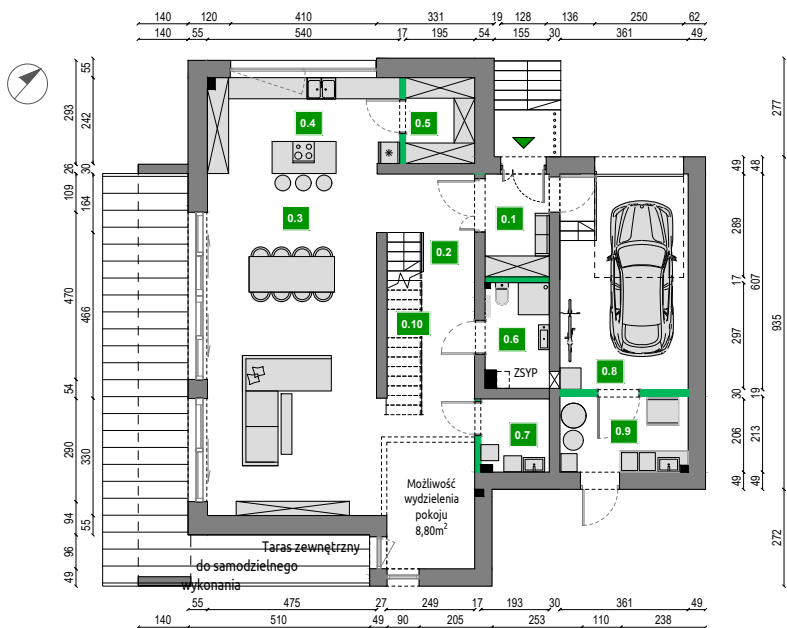 140 120 410 331 19 128 136 250 62
140 55 540 17 195 54 155 30 361 49
55
293 242
26 30
109 164
470 466
54
290 330
94 55
96
49
277
49 48
289
17 607
297 935
30 19
206 213
49 49
272
0.4
0.5
0.3
0.1
0.2
0.10
0.6
ZSYP
0.8
0.9
0.7
Możliwość
wydzielenia
pokoju
8,80m²
Taras zewnętrzny
do samodzielnego
wykonania
55 475 27 249 17 193 30 361 49
140 510 49 90 205 253 110 238